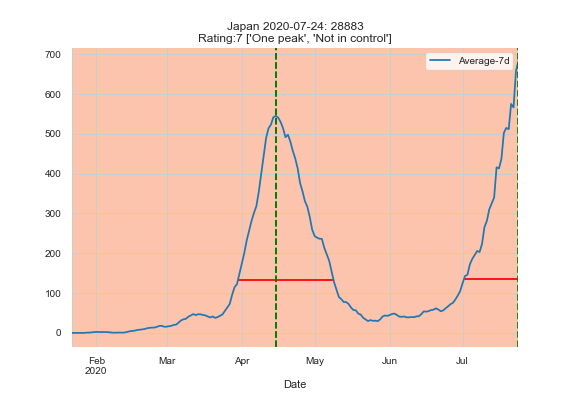 Japan 2020-07-24: 28883
Rating:7 ['One peak', 'Not in control']
Average-7d
700
600
500
400
300
200
100
0
Feb
2020
Mar
Apr
May
Jun
Jul
Date